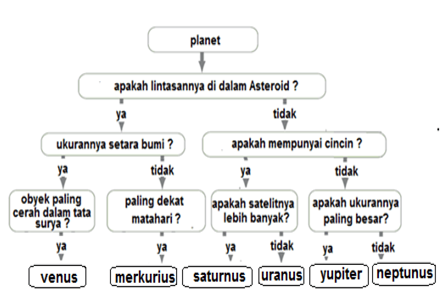 planet
apakah lintasannya di dalam Asteroid ?
ya
tidak
ukurannya setara bumi ?
apakah mempunyai cincin ?
ya
tidak
ya
tidak
obyek paling
cerah dalam tata
surya ?
paling dekat
matahari ?
apakah satelitnya
lebih banyak?
apakah ukurannya
paling besar?
ya
ya
ya
tidak
ya
tidak
venus
merkurius
saturnus
uranus
yupiter
neptunus